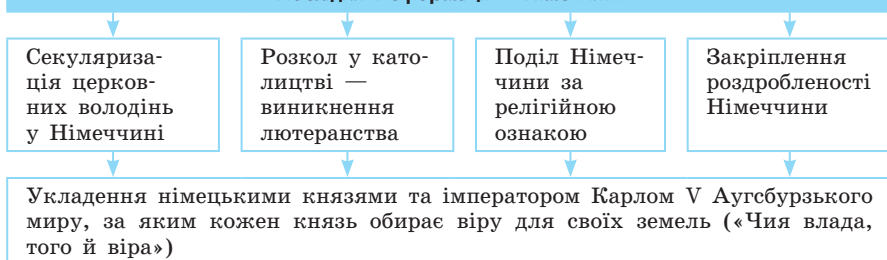 Секуляриза-
ція церков-
них володінь
у Німеччині
Розкол у като-
лицтві —
виникнення
лютеранства
Поділ Німеч-
чини за
релігійною
ознакою
Закріплення
роздробленості
Німеччини
Укладення німецькими князями та імператором Карлом V Аугсбурзького
миру, за яким кожен князь обирає віру для своїх земель («Чия влада,
того й віра»)